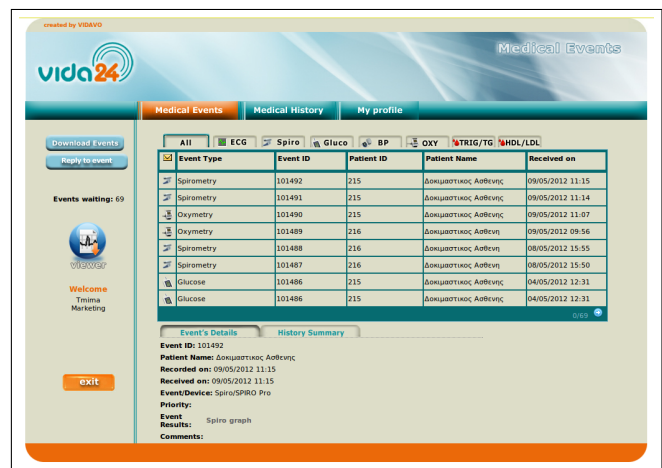 created by VIDAVO
vida24
Medical Events
Medical Events Medical History My profile
Download Events
Reply to event
Events waiting: 69
viewer
Welcome
Tmima
Marketing
exit
All ECG Spiro Gluco BP OXY TRIG/TG HDL/LDL
Event Type Event ID Patient ID Patient Name Received on
Spirometry 101492 215 Δοκιμαστικος Ασθενης 09/05/2012 11:15
Spirometry 101491 215 Δοκιμαστικος Ασθενης 09/05/2012 11:14
Oxymetry 101490 215 Δοκιμαστικος Ασθενης 09/05/2012 11:07
Oxymetry 101489 216 Δοκιμαστικος Ασθενη 09/05/2012 09:56
Spirometry 101488 216 Δοκιμαστικος Ασθενη 08/05/2012 15:55
Spirometry 101487 216 Δοκιμαστικος Ασθενη 08/05/2012 15:50
Glucose 101486 215 Δοκιμαστικος Ασθενης 04/05/2012 12:31
Glucose 101486 215 Δοκιμαστικος Ασθενης 04/05/2012 12:31
0/69
Event's Details History Summary
Event ID: 101492
Patient Name: Δοκιμαστικος Ασθενης
Recorded on: 09/05/2012 11:15
Received on: 09/05/2012 11:15
Event/Device: Spiro/SPIRO Pro
Priority:
Event
Results: Spiro graph
Comments: